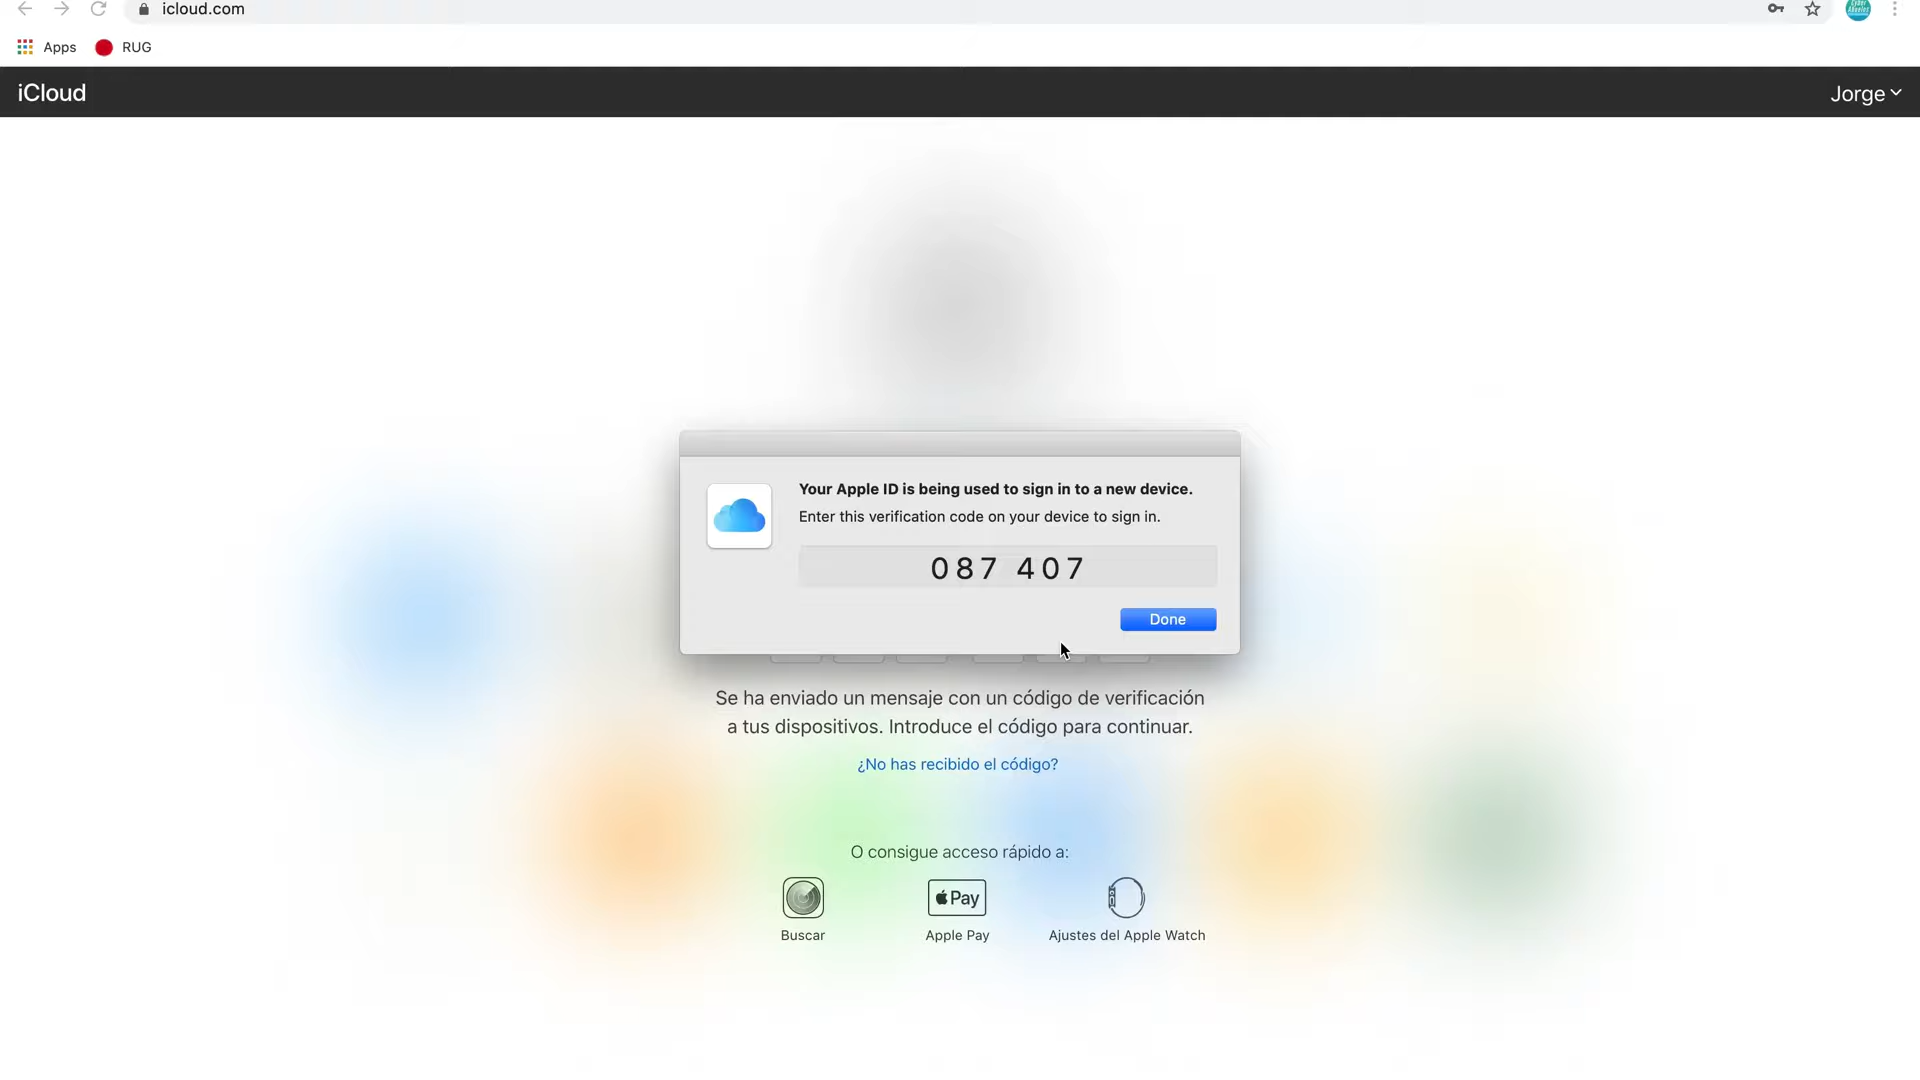 icloud.com
Apps RUG
iCloud Jorge
Your Apple ID is being used to sign in to a new device.
Enter this verification code on your device to sign in.
087 407
Done
Se ha enviado un mensaje con un código de verificación
a tus dispositivos. Introduce el código para continuar.
¿No has recibido el código?
O consigue acceso rápido a:
Pay
Buscar Apple Pay Ajustes del Apple Watch